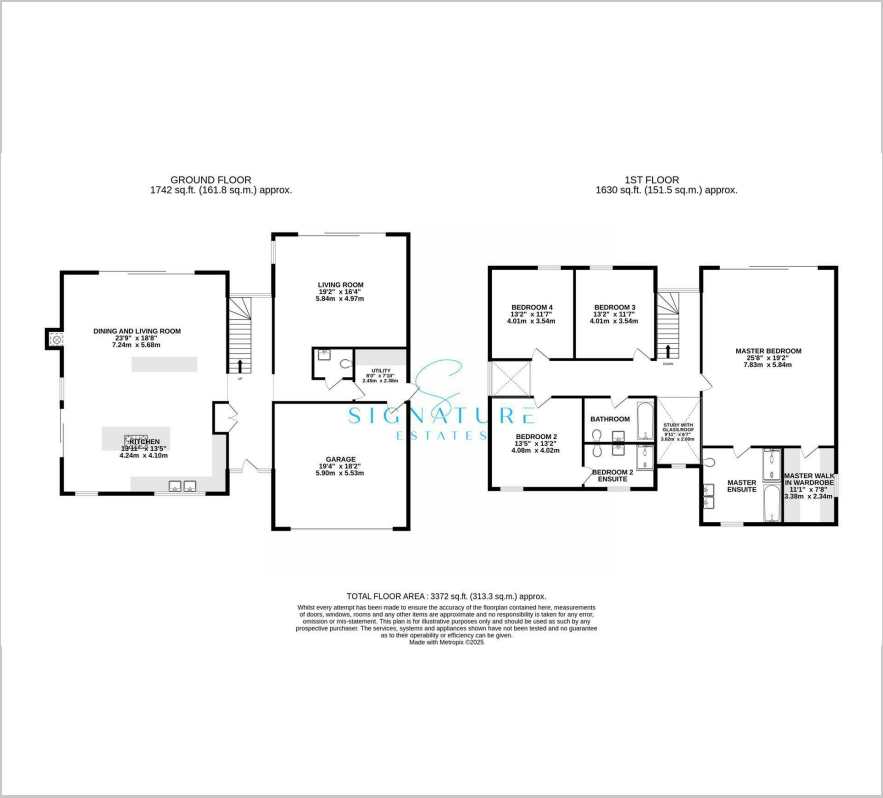 GROUND FLOOR
1742 sq.ft. (161.8 sq.m.) approx.
1ST FLOOR
1630 sq.ft. (151.5 sq.m.) approx.
LIVING ROOM
19'2" x 16'4"
5.84m x 4.97m
DINING AND LIVING ROOM
23'9" x 18'8"
7.24m x 5.68m
UP
UTILITY
8'0" x 7'10"
2.45m x 2.38m
KITCHEN
13'11" x 13'5"
4.24m x 4.10m
GARAGE
19'4" x 18'2"
5.90m x 5.53m
SIGNATURE
ESTATES
BEDROOM 4
13'2" x 11'7"
4.01m x 3.54m
BEDROOM 3
13'2" x 11'7"
4.01m x 3.54m
DOWN
MASTER BEDROOM
25'8" x 19'2"
7.83m x 5.84m
BATHROOM
STUDY WITH
GLASS ROOF
9'11" x 6'7"
3.02m x 2.00m
BEDROOM 2
13'5" x 13'2"
4.08m x 4.02m
BEDROOM 2
ENSUITE
MASTER
ENSUITE
MASTER WALK
IN WARDROBE
11'1" x 7'8"
3.38m x 2.34m
TOTAL FLOOR AREA : 3372 sq.ft. (313.3 sq.m.) approx.
Whilst every attempt has been made to ensure the accuracy of the floorplan contained here, measurements
of doors, windows, rooms and any other items are approximate and no responsibility is taken for any error,
omission or mis-statement. This plan is for illustrative purposes only and should be used as such by any
prospective purchaser. The services, systems and appliances shown have not been tested and no guarantee
as to their operability or efficiency can be given.
Made with Metropix ©2025